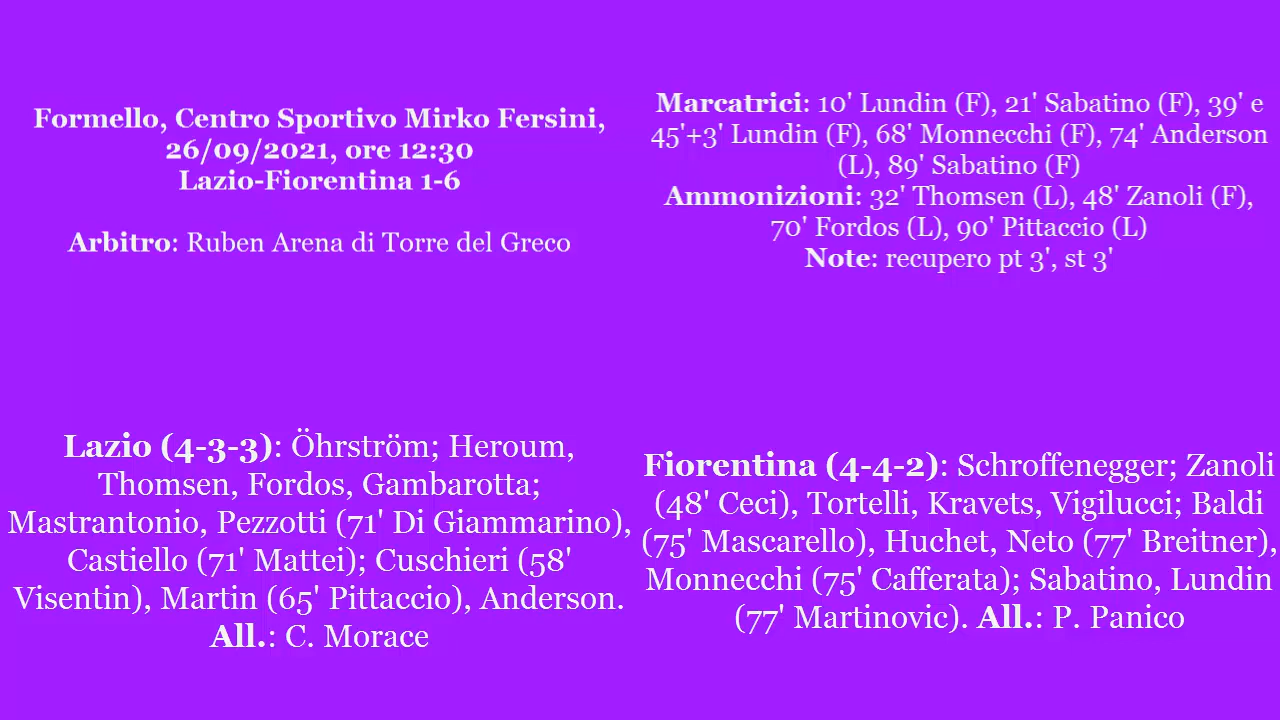 Formello, Centro Sportivo Mirko Fersini,
26/09/2021, ore 12:30
Lazio-Fiorentina 1-6
Arbitro: Ruben Arena di Torre del Greco
Marcatrici: 10' Lundin (F), 21' Sabatino (F), 39' e
45'+3' Lundin (F), 68' Monnecchi (F), 74' Anderson
(L), 89' Sabatino (F)
Ammonizioni: 32' Thomsen (L), 48' Zanoli (F),
70' Fordos (L), 90' Pittaccio (L)
Note: recupero pt 3', st 3'
Lazio (4-3-3): Öhrström; Heroum,
Thomsen, Fordos, Gambarotta;
Mastrantonio, Pezzotti (71' Di Giammarino),
Castiello (71' Mattei); Cuschieri (58'
Visentin), Martin (65' Pittaccio), Anderson.
All.: C. Morace
Fiorentina (4-4-2): Schroffenegger; Zanoli
(48' Ceci), Tortelli, Kravets, Vigilucci; Baldi
(75' Mascarello), Huchet, Neto (77' Breitner),
Monnecchi (75' Cafferata); Sabatino, Lundin
(77' Martinovic). All.: P. Panico